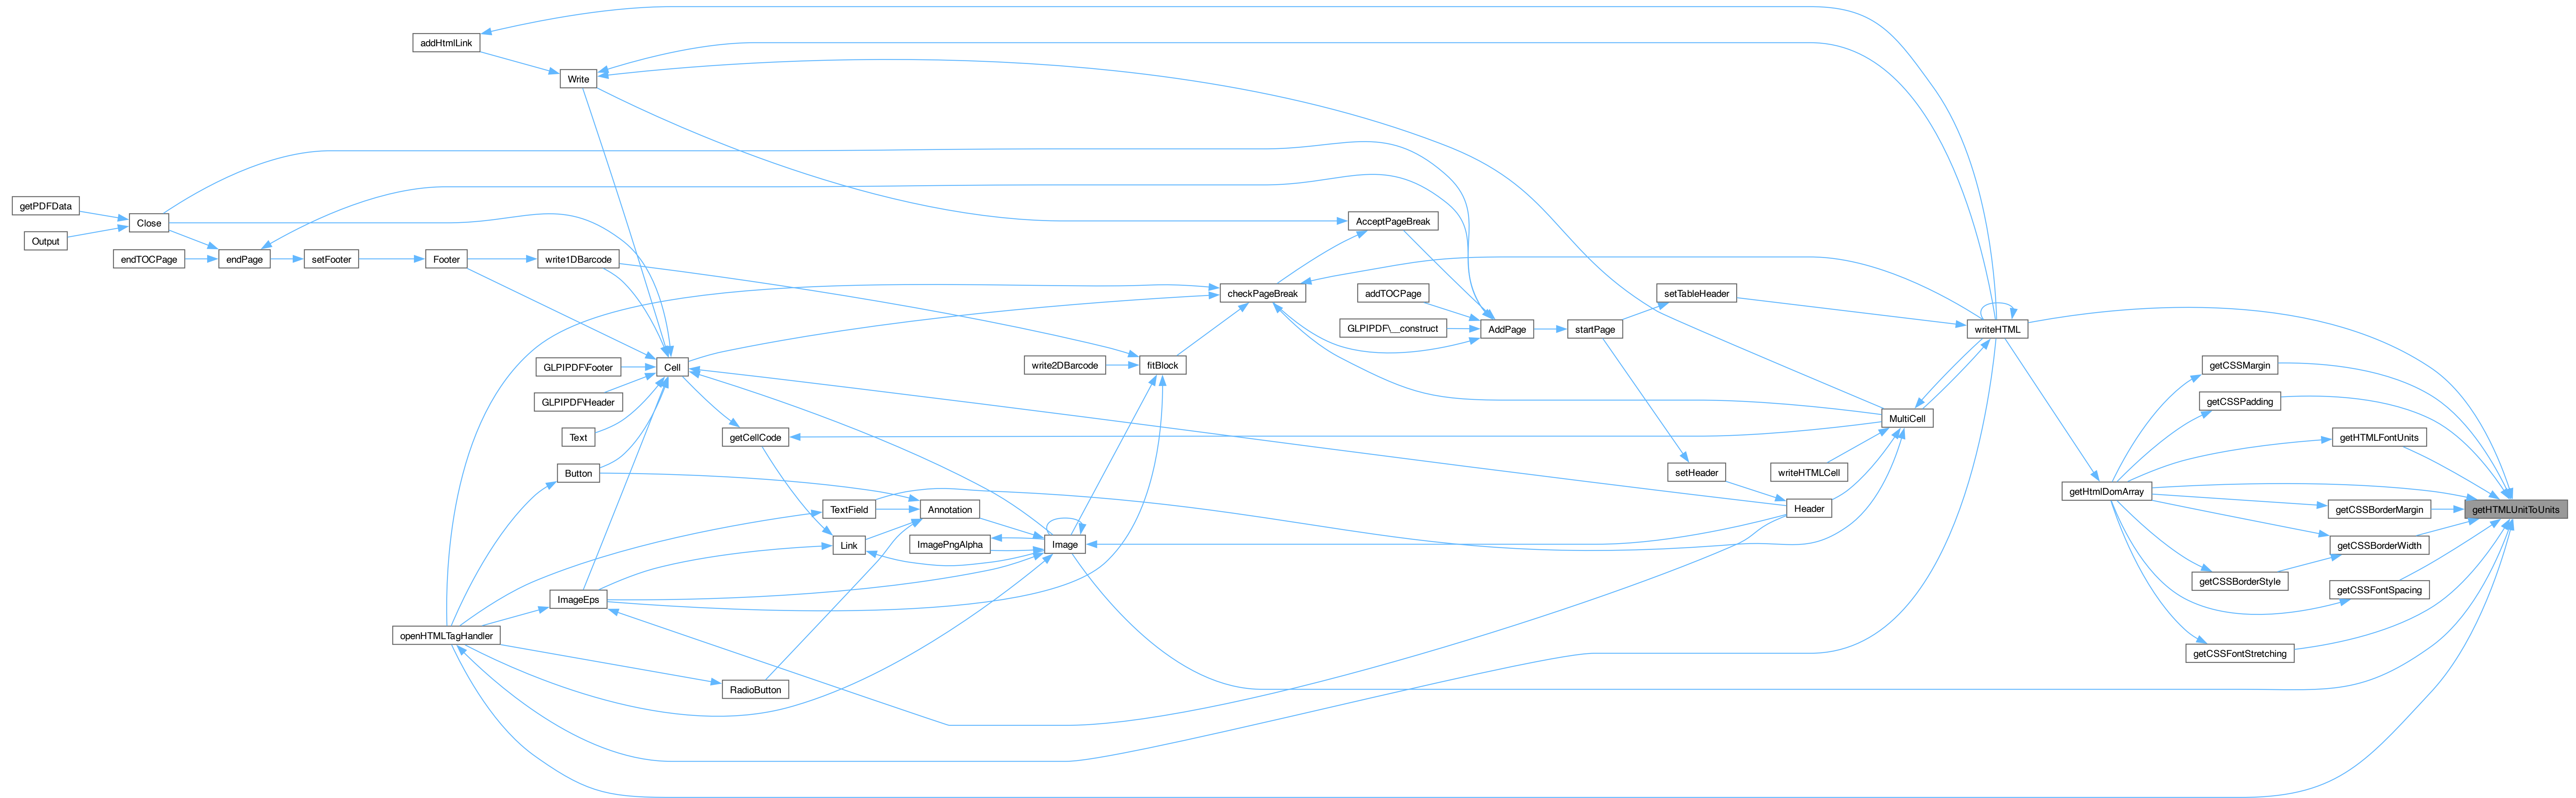 addHtmlLink
Write
getPDFData
Close
Output
AcceptPageBreak
endTOCPage
endPage
setFooter
Footer
write1DBarcode
checkPageBreak
addTOCPage
setTableHeader
GLPIPDF\__construct
AddPage
startPage
writeHTML
GLPIPDF\Footer
Cell
write2DBarcode
fitBlock
getCSSMargin
GLPIPDF\Header
getCSSPadding
MultiCell
Text
getCellCode
getHTMLFontUnits
Button
setHeader
writeHTMLCell
getHtmlDomArray
TextField
Annotation
Header
getCSSBorderMargin
getHTMLUnitToUnits
Link
ImagePngAlpha
Image
getCSSBorderWidth
getCSSBorderStyle
ImageEps
getCSSFontSpacing
openHTMLTagHandler
getCSSFontStretching
RadioButton